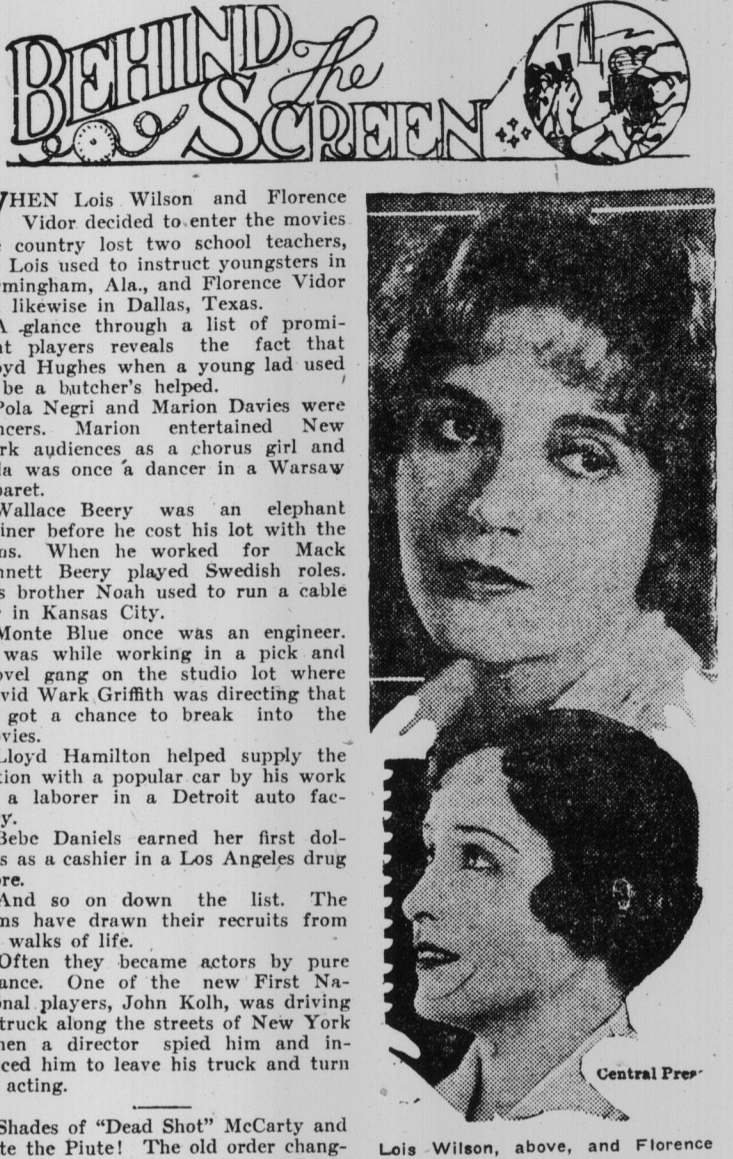 BEHIND The
SCREEN
WHEN Lois Wilson and Florence
Vidor decided to enter the movies
country lost two school teachers,
Lois used to instruct youngsters in
mingham, Ala., and Florence Vidor
likewise in Dallas, Texas.
A glance through a list of promi-
nt players reveals the fact that
oyd Hughes when a young lad used
be a butcher's helped.
Pola Negri and Marion Davies were
ncers. Marion entertained New
rk audiences as a chorus girl and
la was once a dancer in a Warsaw
baret.
Wallace Beery was an elephant
iner before he cost his lot with the
ms. When he worked for Mack
nnett Beery played Swedish roles.
s brother Noah used to run a cable
r in Kansas City.
Monte Blue once was an engineer.
was while working in a pick and
ovel gang on the studio lot where
vid Wark Griffith was directing that
got a chance to break into the
vies.
Lloyd Hamilton helped supply the
tion with a popular car by his work
a laborer in a Detroit auto fac-
y.
Bebe Daniels earned her first dol-
s as a cashier in a Los Angeles drug
re.
And so on down the list. The
ms have drawn their recruits from
walks of life.
Often they became actors by pure
ance. One of the new First Na-
onal players, John Kolh, was driving
truck along the streets of New York
hen a director spied him and in-
ced him to leave his truck and turn
acting.
Shades of "Dead Shot" McCarty and
te the Piute! The old order chang-
Central Press
Lois Wilson, above, and Florence